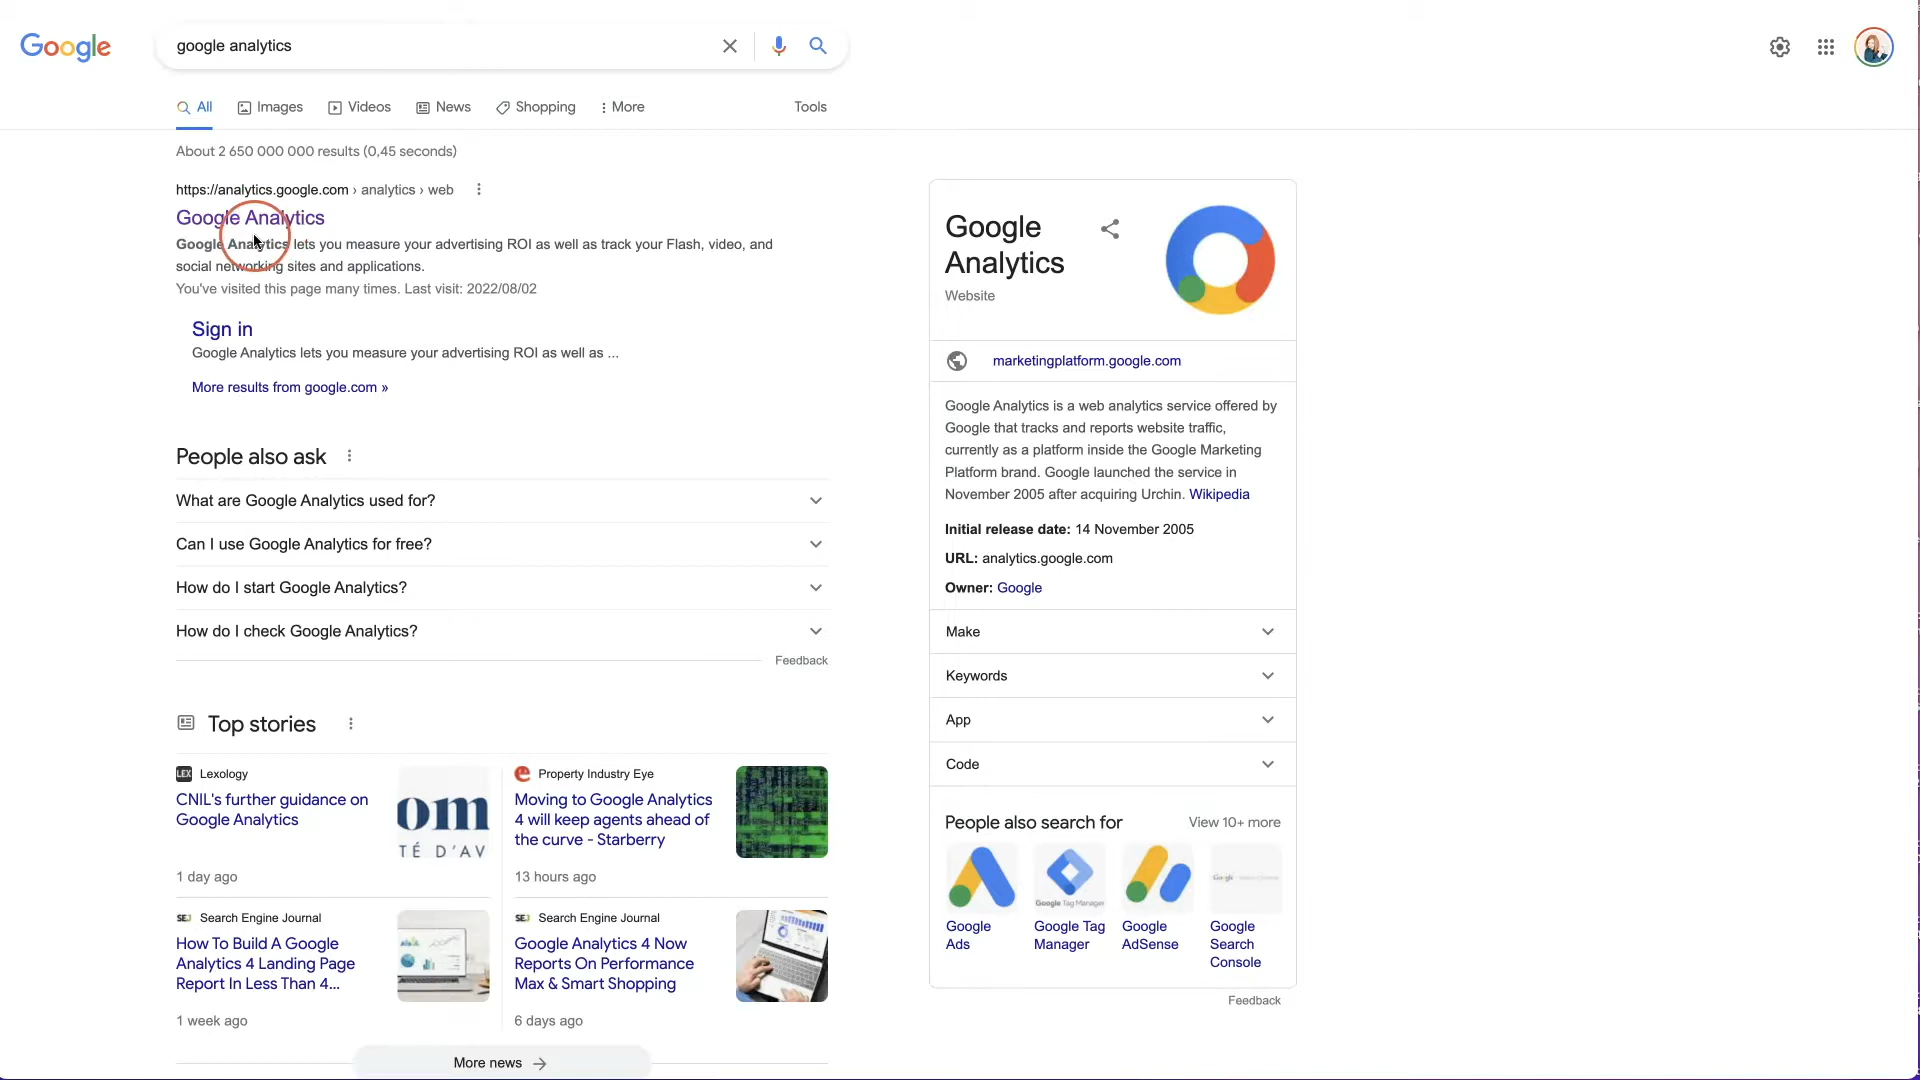 Google
google analytics
All
Images
Videos
News
Shopping
More
Tools
About 2 650 000 000 results (0,45 seconds)
https://analytics.google.com › analytics › web
Google Analytics
Google Analytics lets you measure your advertising ROI as well as track your Flash, video, and
social networking sites and applications.
You've visited this page many times. Last visit: 2022/08/02
Sign in
Google Analytics lets you measure your advertising ROI as well as ...
More results from google.com »
People also ask
What are Google Analytics used for?
Can I use Google Analytics for free?
How do I start Google Analytics?
How do I check Google Analytics?
Feedback
Top stories
LEX Lexology
CNIL's further guidance on
Google Analytics
1 day ago
om
TÉ D'AV
Property Industry Eye
Moving to Google Analytics
4 will keep agents ahead of
the curve - Starberry
13 hours ago
SEJ Search Engine Journal
How To Build A Google
Analytics 4 Landing Page
Report In Less Than 4...
1 week ago
SEJ Search Engine Journal
Google Analytics 4 Now
Reports On Performance
Max & Smart Shopping
6 days ago
More news
Google
Analytics
Website
marketingplatform.google.com
Google Analytics is a web analytics service offered by
Google that tracks and reports website traffic,
currently as a platform inside the Google Marketing
Platform brand. Google launched the service in
November 2005 after acquiring Urchin. Wikipedia
Initial release date: 14 November 2005
URL: analytics.google.com
Owner: Google
Make
Keywords
App
Code
People also search for
View 10+ more
Google
Ads
Google Tag Manager
Google Tag
Manager
Google
AdSense
Google
Google
Search
Console
Feedback